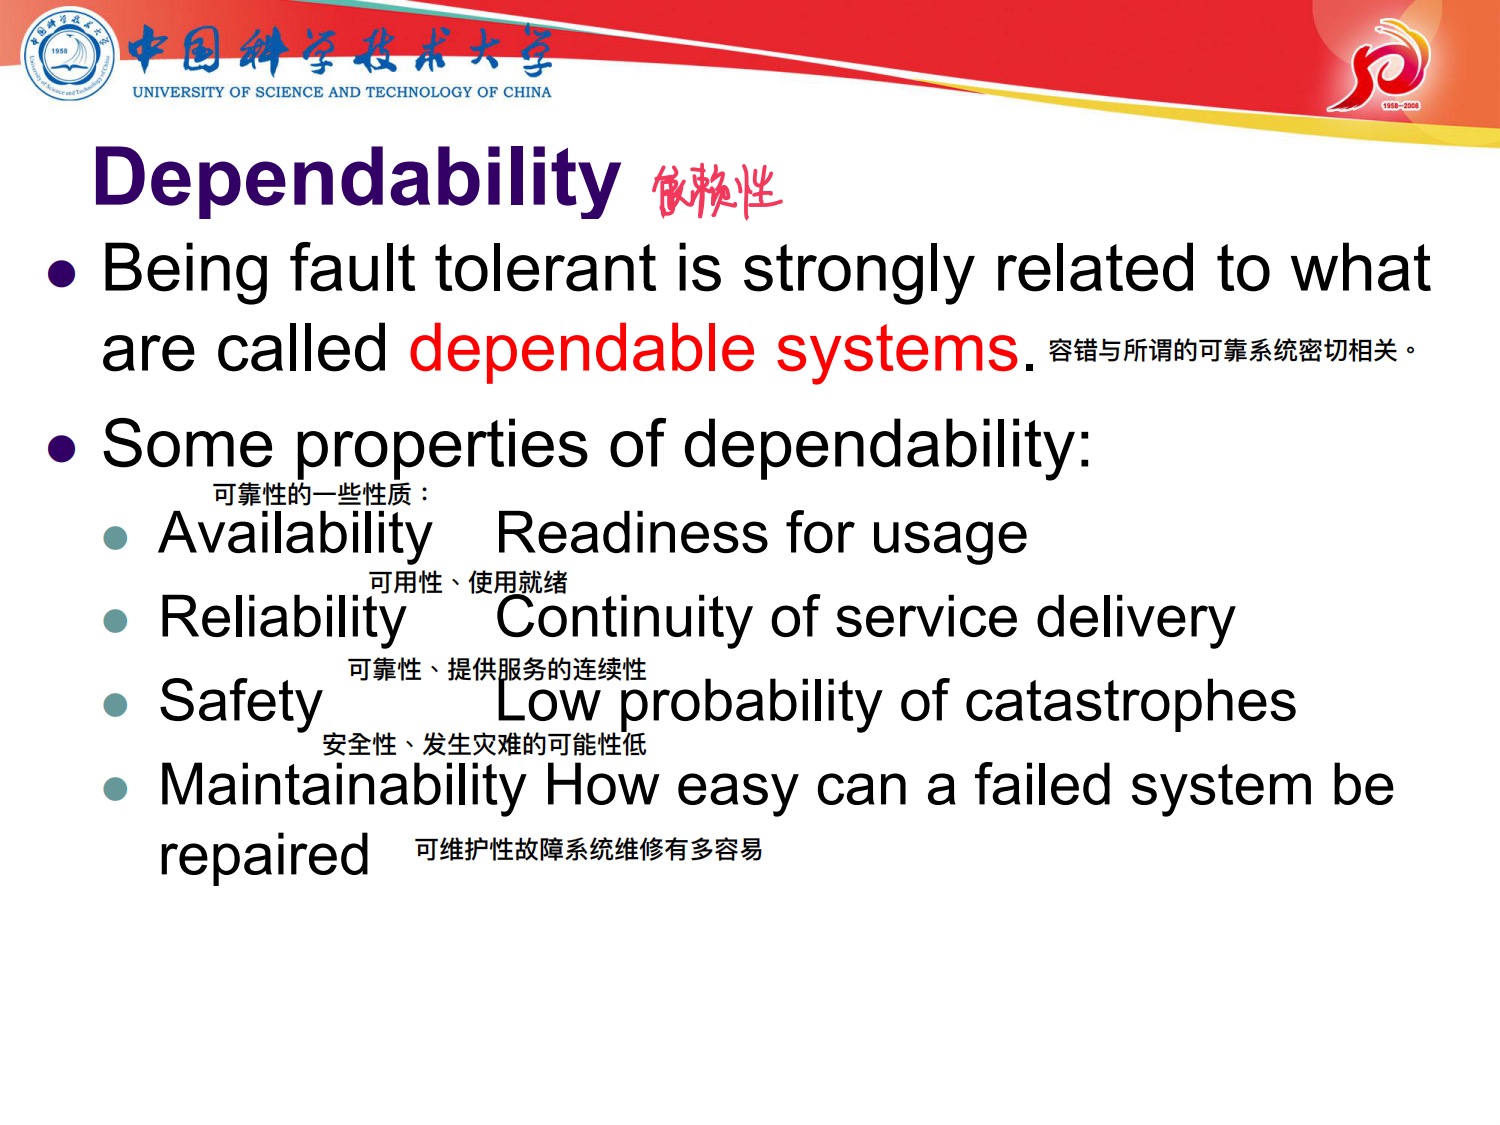 中国科学技术大学
UNIVERSITY OF SCIENCE AND TECHNOLOGY OF CHINA
1958
1958—2008
Dependability 依赖性
Being fault tolerant is strongly related to what
are called dependable systems. 容错与所谓的可靠系统密切相关。
Some properties of dependability:
可靠性的一些性质：
Availability Readiness for usage
可用性、使用就绪
Reliability Continuity of service delivery
可靠性、提供服务的连续性
Safety Low probability of catastrophes
安全性、发生灾难的可能性低
Maintainability How easy can a failed system be
repaired 可维护性故障系统维修有多容易